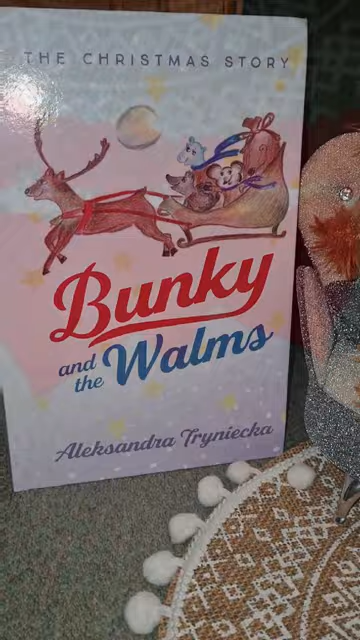 THE CHRISTMAS STORY
Bunky
and the Walms
Aleksandra Tryniecka